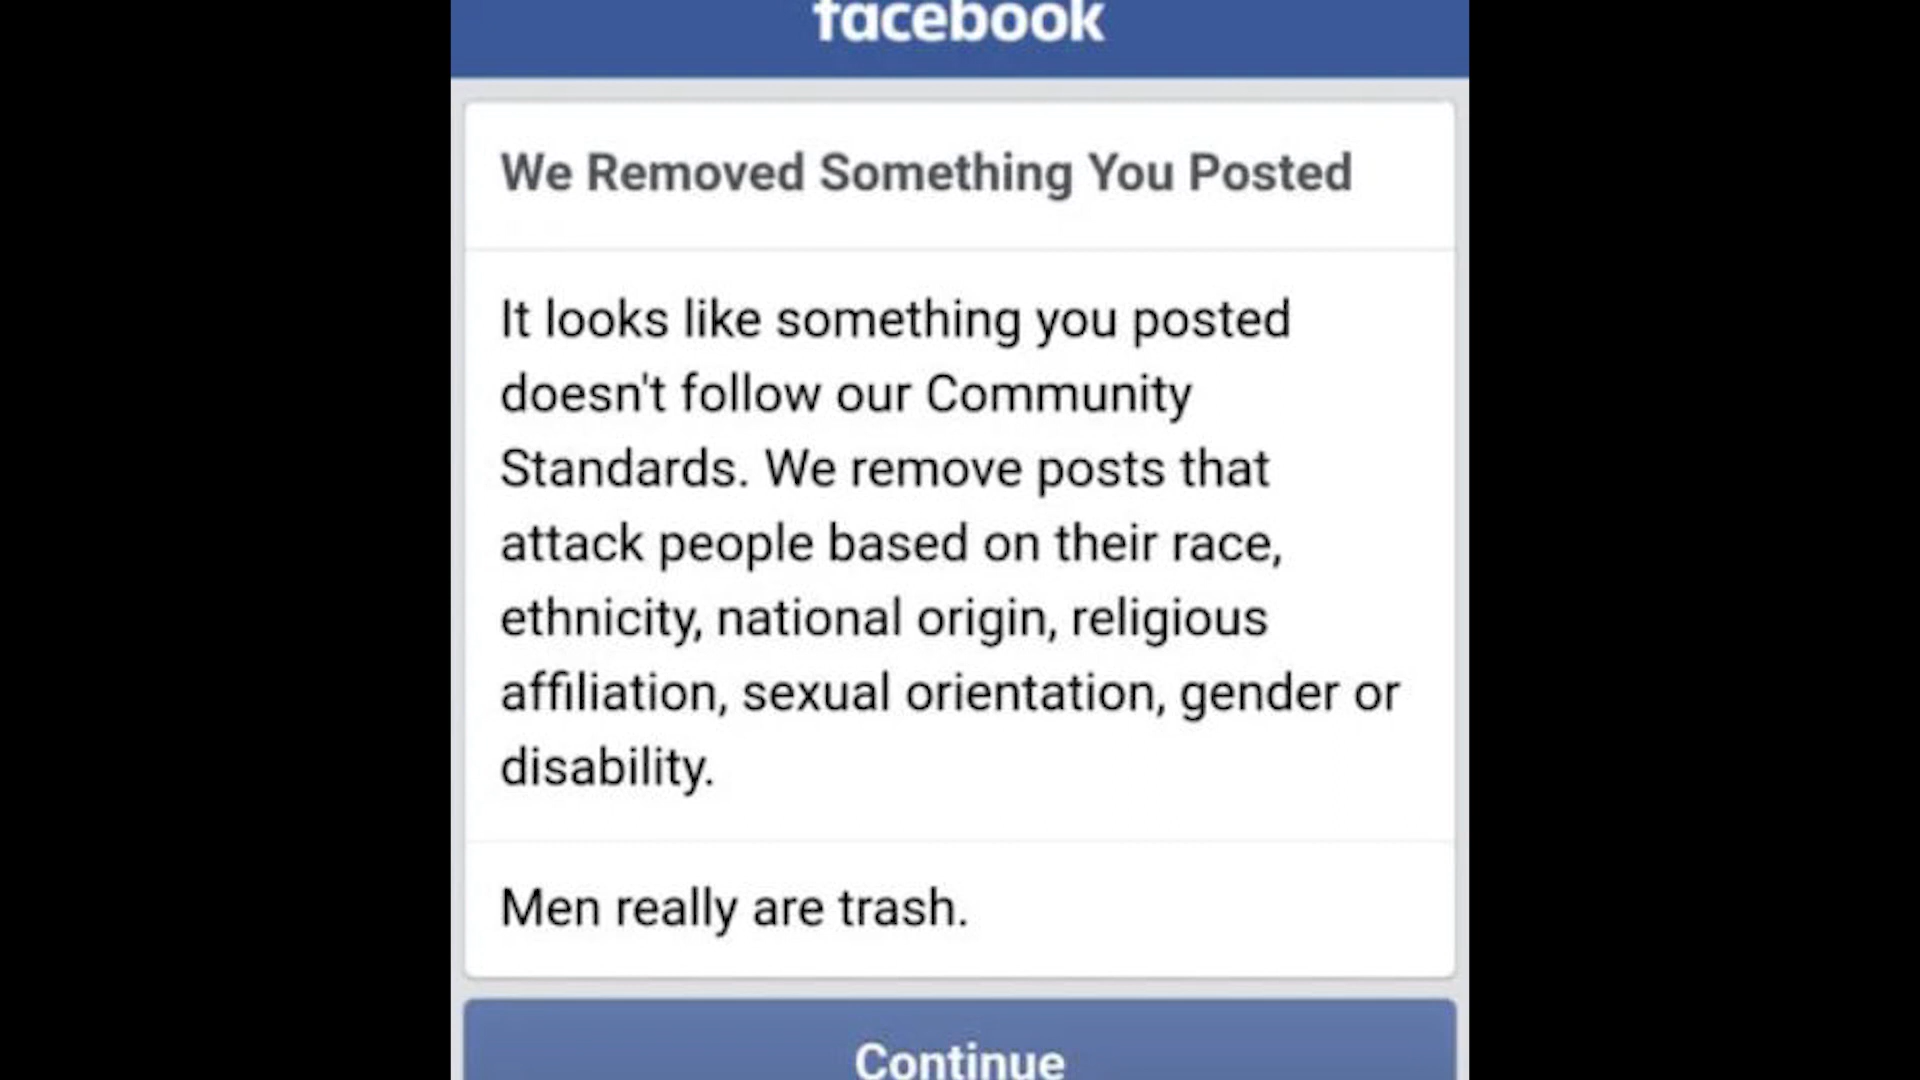 facebook
We Removed Something You Posted
It looks like something you posted
doesn't follow our Community
Standards. We remove posts that
attack people based on their race,
ethnicity, national origin, religious
affiliation, sexual orientation, gender or
disability.
Men really are trash.
Continue